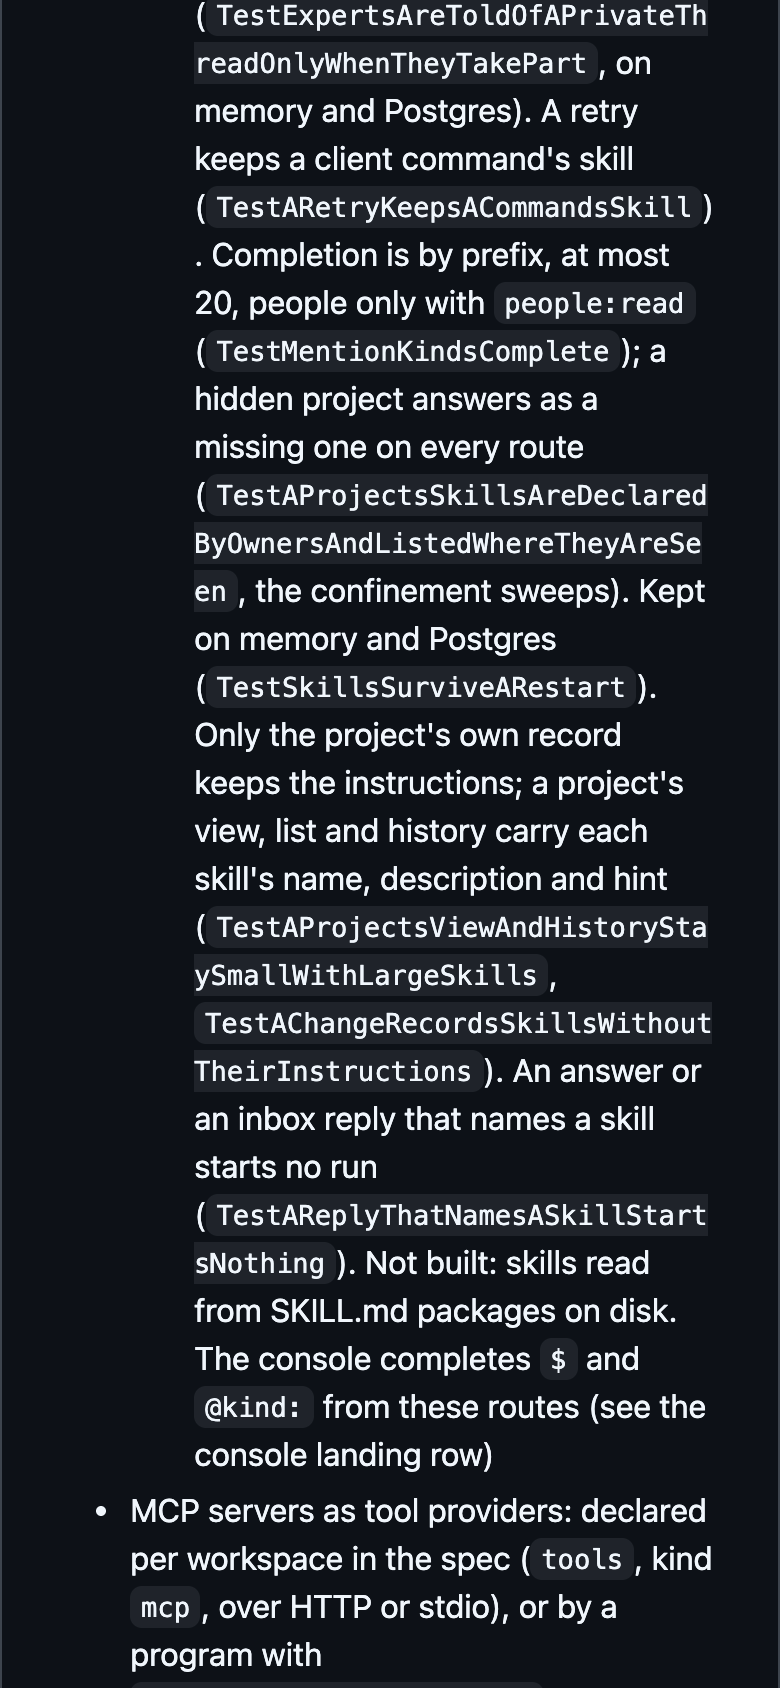 (TestExpertsAreToldOfAPrivateTh
readOnlyWhenTheyTakePart, on
memory and Postgres). A retry
keeps a client command's skill
(TestARetryKeepsACommandsSkill)
. Completion is by prefix, at most
20, people only with people:read
(TestMentionKindsComplete); a
hidden project answers as a
missing one on every route
(TestAProjectsSkillsAreDeclared
ByOwnersAndListedWhereTheyAreSe
en, the confinement sweeps). Kept
on memory and Postgres
(TestSkillsSurviveARestart).
Only the project's own record
keeps the instructions; a project's
view, list and history carry each
skill's name, description and hint
(TestAProjectsViewAndHistorySta
ySmallWithLargeSkills,
TestAChangeRecordsSkillsWithout
TheirInstructions). An answer or
an inbox reply that names a skill
starts no run
(TestAReplyThatNamesASkillStart
sNothing). Not built: skills read
from SKILL.md packages on disk.
The console completes $ and
@kind: from these routes (see the
console landing row)
• MCP servers as tool providers: declared
per workspace in the spec (tools, kind
mcp, over HTTP or stdio), or by a
program with